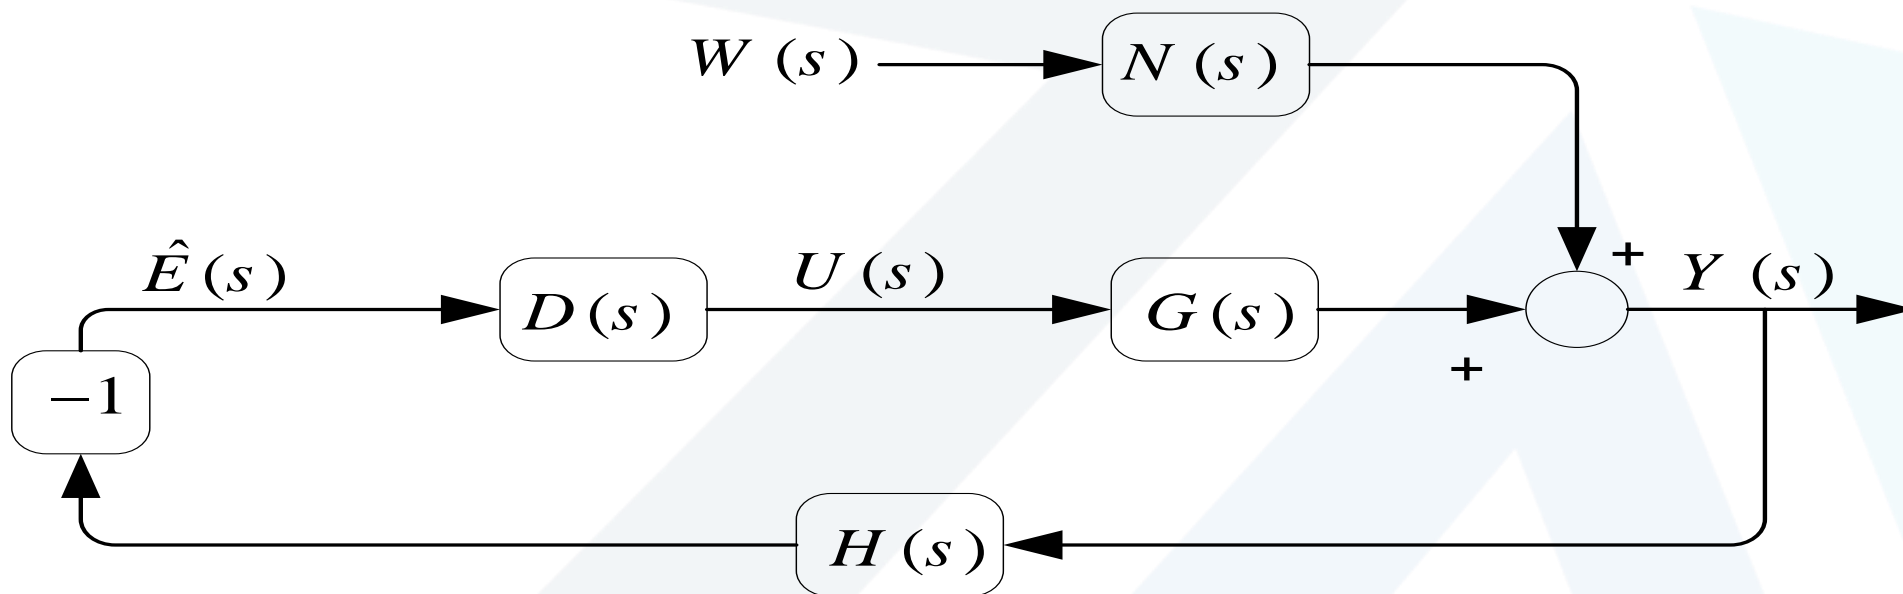 W (s)
N (s)
+
Y (s)
Ê (s)
D (s)
U (s)
G (s)
+
−1
H (s)